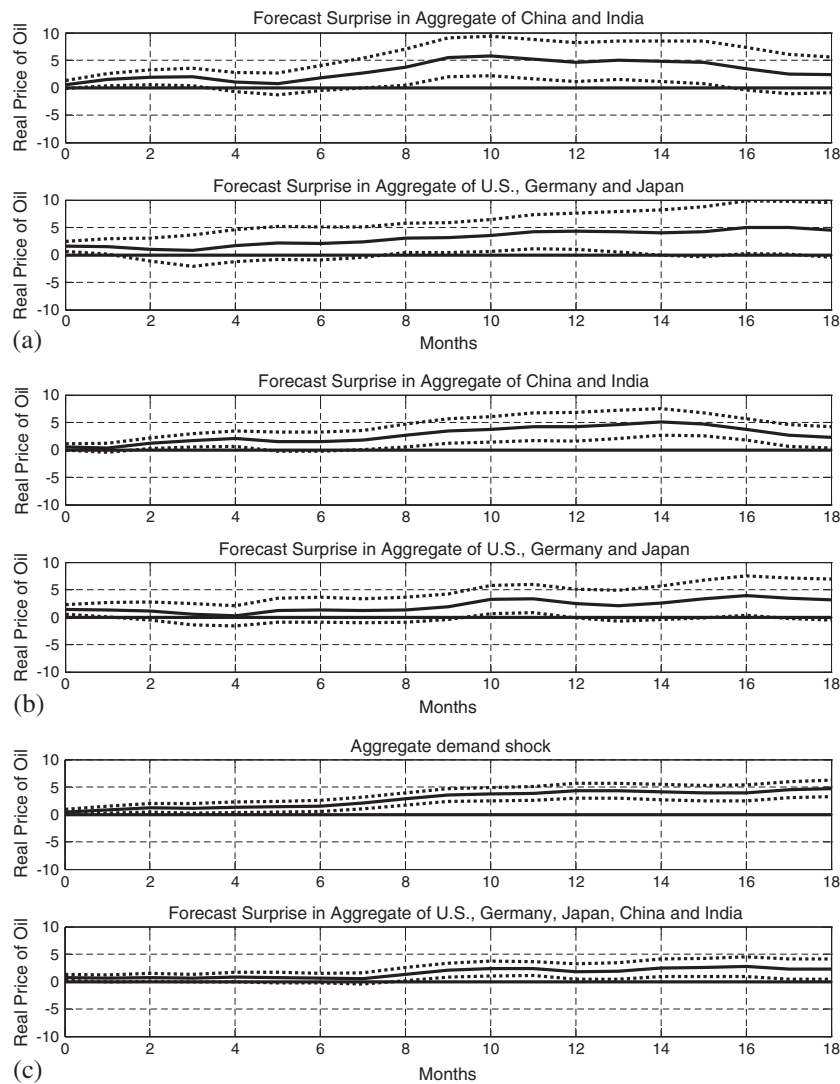 Forecast Surprise in Aggregate of China and India
Real Price of Oil
10
5
0
-5
-10
0 2 4 6 8 10 12 14 16 18
Forecast Surprise in Aggregate of U.S., Germany and Japan
Real Price of Oil
10
5
0
-5
-10
0 2 4 6 8 10 12 14 16 18
(a)
Months
Forecast Surprise in Aggregate of China and India
Real Price of Oil
10
5
0
-5
-10
0 2 4 6 8 10 12 14 16 18
Forecast Surprise in Aggregate of U.S., Germany and Japan
Real Price of Oil
10
5
0
-5
-10
0 2 4 6 8 10 12 14 16 18
(b)
Months
Aggregate demand shock
Real Price of Oil
10
5
0
-5
-10
0 2 4 6 8 10 12 14 16 18
Forecast Surprise in Aggregate of U.S., Germany, Japan, China and India
Real Price of Oil
10
5
0
-5
-10
0 2 4 6 8 10 12 14 16 18
(c)
Months